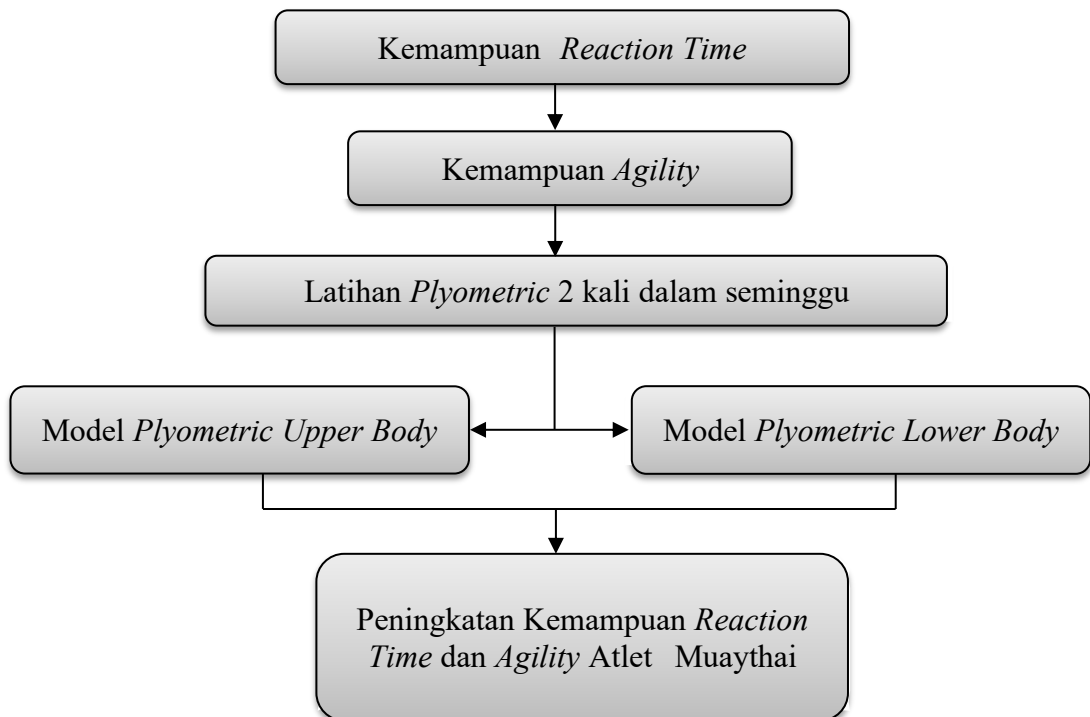 Kemampuan Reaction Time
Kemampuan Agility
Latihan Plyometric 2 kali dalam seminggu
Model Plyometric Upper Body
Model Plyometric Lower Body
Peningkatan Kemampuan Reaction
Time dan Agility Atlet Muaythai